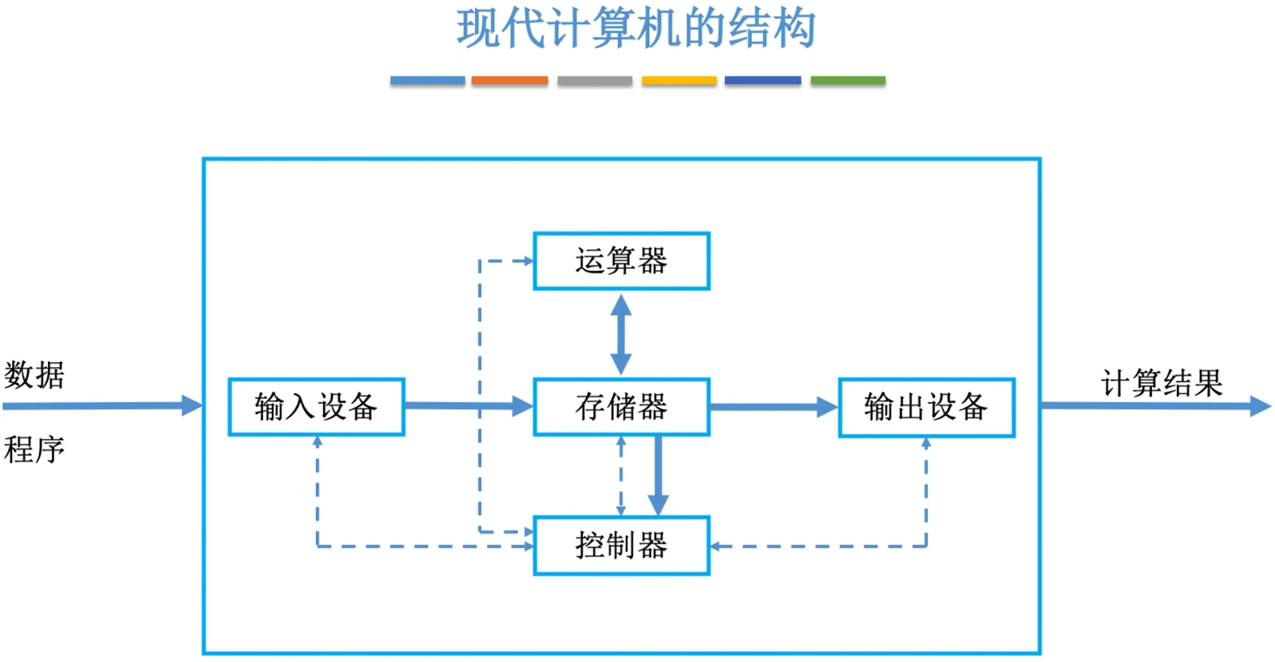 现代计算机的结构
运算器
数据
输入设备
存储器
输出设备
计算结果
程序
控制器